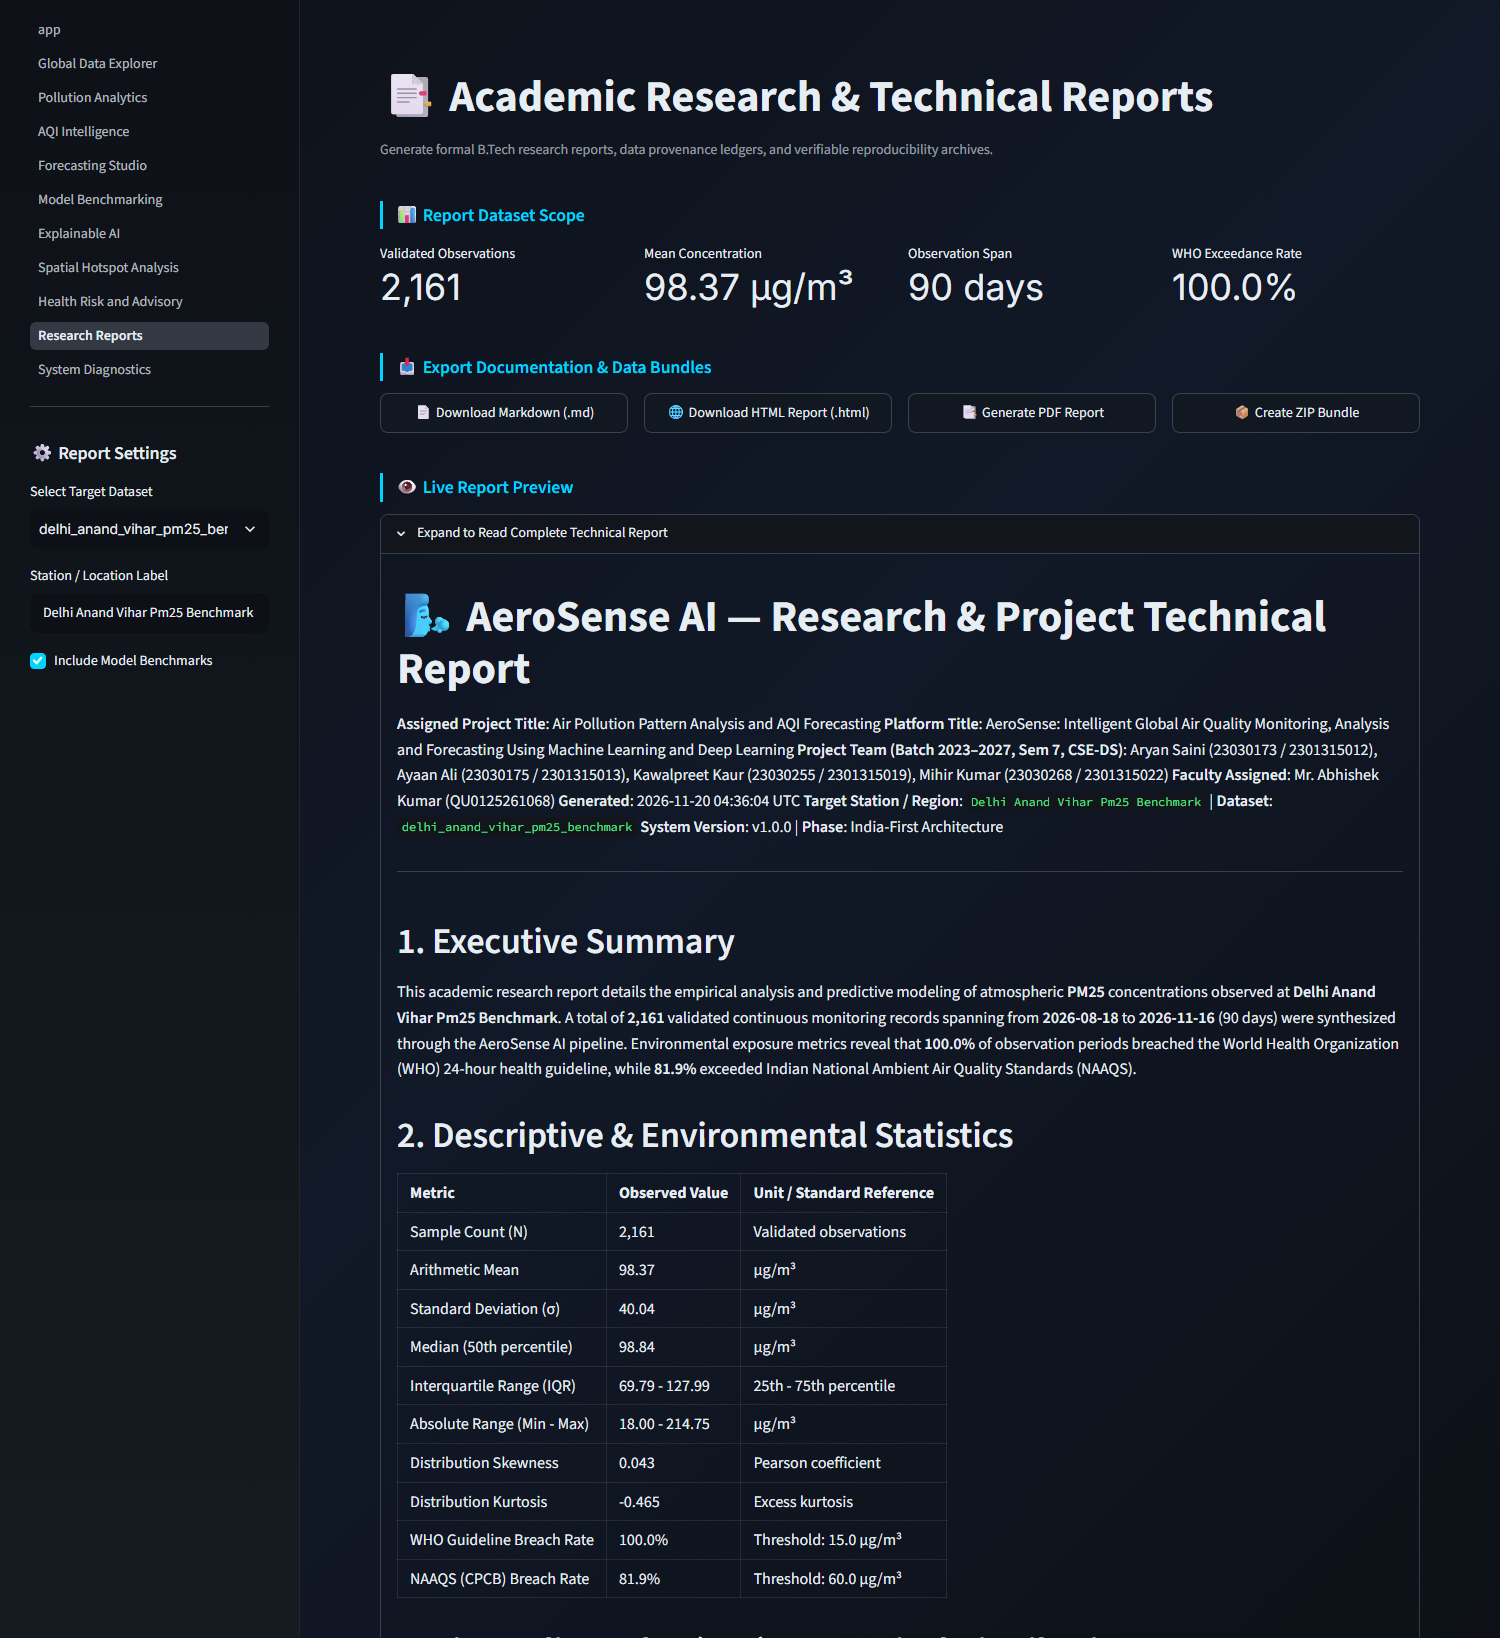 app
Global Data Explorer
Pollution Analytics
AQI Intelligence
Forecasting Studio
Model Benchmarking
Explainable AI
Spatial Hotspot Analysis
Health Risk and Advisory
Research Reports
System Diagnostics
Report Settings
Select Target Dataset
delhi_anand_vihar_pm25_ber
Station / Location Label
Delhi Anand Vihar Pm25 Benchmark
Include Model Benchmarks
Academic Research & Technical Reports
Generate formal B.Tech research reports, data provenance ledgers, and verifiable reproducibility archives.
Report Dataset Scope
Validated Observations
2,161
Mean Concentration
98.37 µg/m³
Observation Span
90 days
WHO Exceedance Rate
100.0%
Export Documentation & Data Bundles
Download Markdown (.md)
Download HTML Report (.html)
Generate PDF Report
Create ZIP Bundle
Live Report Preview
Expand to Read Complete Technical Report
AeroSense AI — Research & Project Technical
Report
Assigned Project Title: Air Pollution Pattern Analysis and AQI Forecasting Platform Title: AeroSense: Intelligent Global Air Quality Monitoring, Analysis
and Forecasting Using Machine Learning and Deep Learning Project Team (Batch 2023–2027, Sem 7, CSE-DS): Aryan Saini (23030173 / 2301315012),
Ayaan Ali (23030175 / 2301315013), Kawalpreet Kaur (23030255 / 2301315019), Mihir Kumar (23030268 / 2301315022) Faculty Assigned: Mr. Abhishek
Kumar (QU0125261068) Generated: 2026-11-20 04:36:04 UTC Target Station / Region: Delhi Anand Vihar Pm25 Benchmark | Dataset:
delhi_anand_vihar_pm25_benchmark System Version: v1.0.0 | Phase: India-First Architecture
1. Executive Summary
This academic research report details the empirical analysis and predictive modeling of atmospheric PM25 concentrations observed at Delhi Anand
Vihar Pm25 Benchmark. A total of 2,161 validated continuous monitoring records spanning from 2026-08-18 to 2026-11-16 (90 days) were synthesized
through the AeroSense AI pipeline. Environmental exposure metrics reveal that 100.0% of observation periods breached the World Health Organization
(WHO) 24-hour health guideline, while 81.9% exceeded Indian National Ambient Air Quality Standards (NAAQS).
2. Descriptive & Environmental Statistics
Metric Observed Value Unit / Standard Reference
Sample Count (N) 2,161 Validated observations
Arithmetic Mean 98.37 µg/m³
Standard Deviation (σ) 40.04 µg/m³
Median (50th percentile) 98.84 µg/m³
Interquartile Range (IQR) 69.79 - 127.99 25th - 75th percentile
Absolute Range (Min - Max) 18.00 - 214.75 µg/m³
Distribution Skewness 0.043 Pearson coefficient
Distribution Kurtosis -0.465 Excess kurtosis
WHO Guideline Breach Rate 100.0% Threshold: 15.0 µg/m³
NAAQS (CPCB) Breach Rate 81.9% Threshold: 60.0 µg/m³